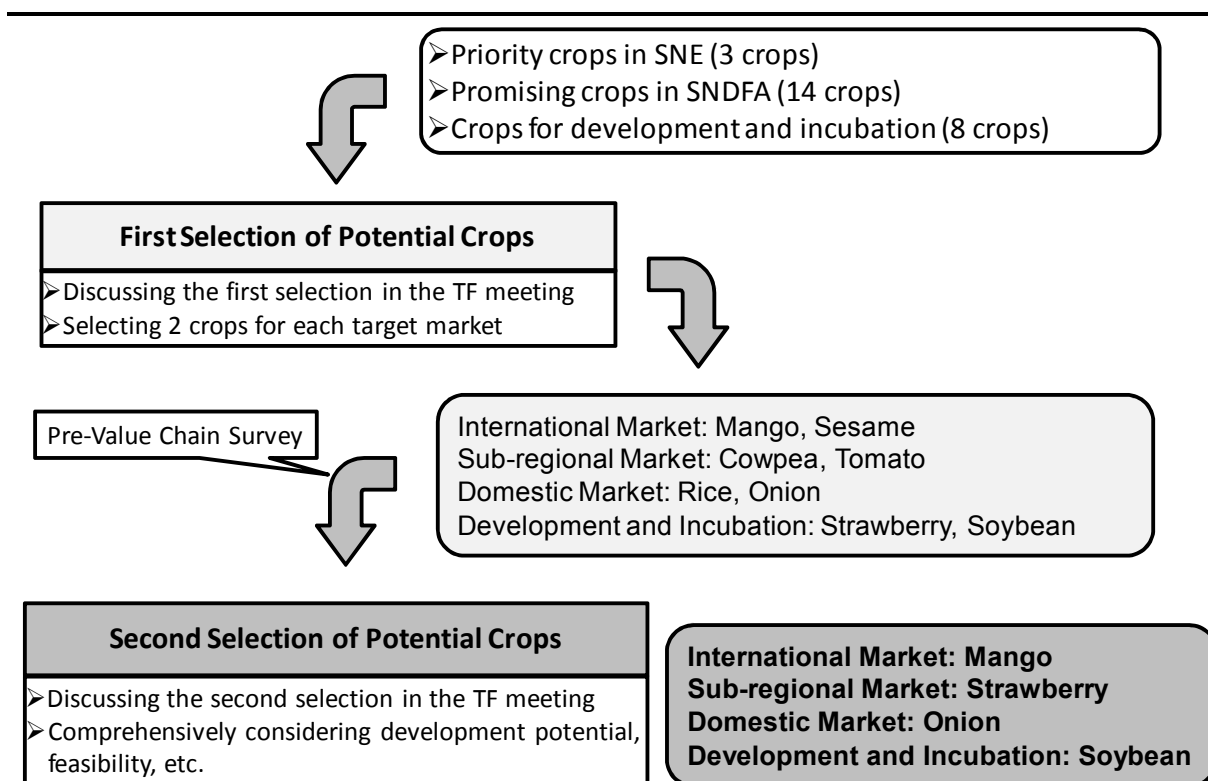 ➢Priority crops in SNE (3 crops)
➢Promising crops in SNDFA (14 crops)
➢Crops for development and incubation (8 crops)
First Selection of Potential Crops
➢Discussing the first selection in the TF meeting
➢Selecting 2 crops for each target market
Pre-Value Chain Survey
International Market: Mango, Sesame
Sub-regional Market: Cowpea, Tomato
Domestic Market: Rice, Onion
Development and Incubation: Strawberry, Soybean
Second Selection of Potential Crops
➢Discussing the second selection in the TF meeting
➢Comprehensively considering development potential,
feasibility, etc.
International Market: Mango
Sub-regional Market: Strawberry
Domestic Market: Onion
Development and Incubation: Soybean